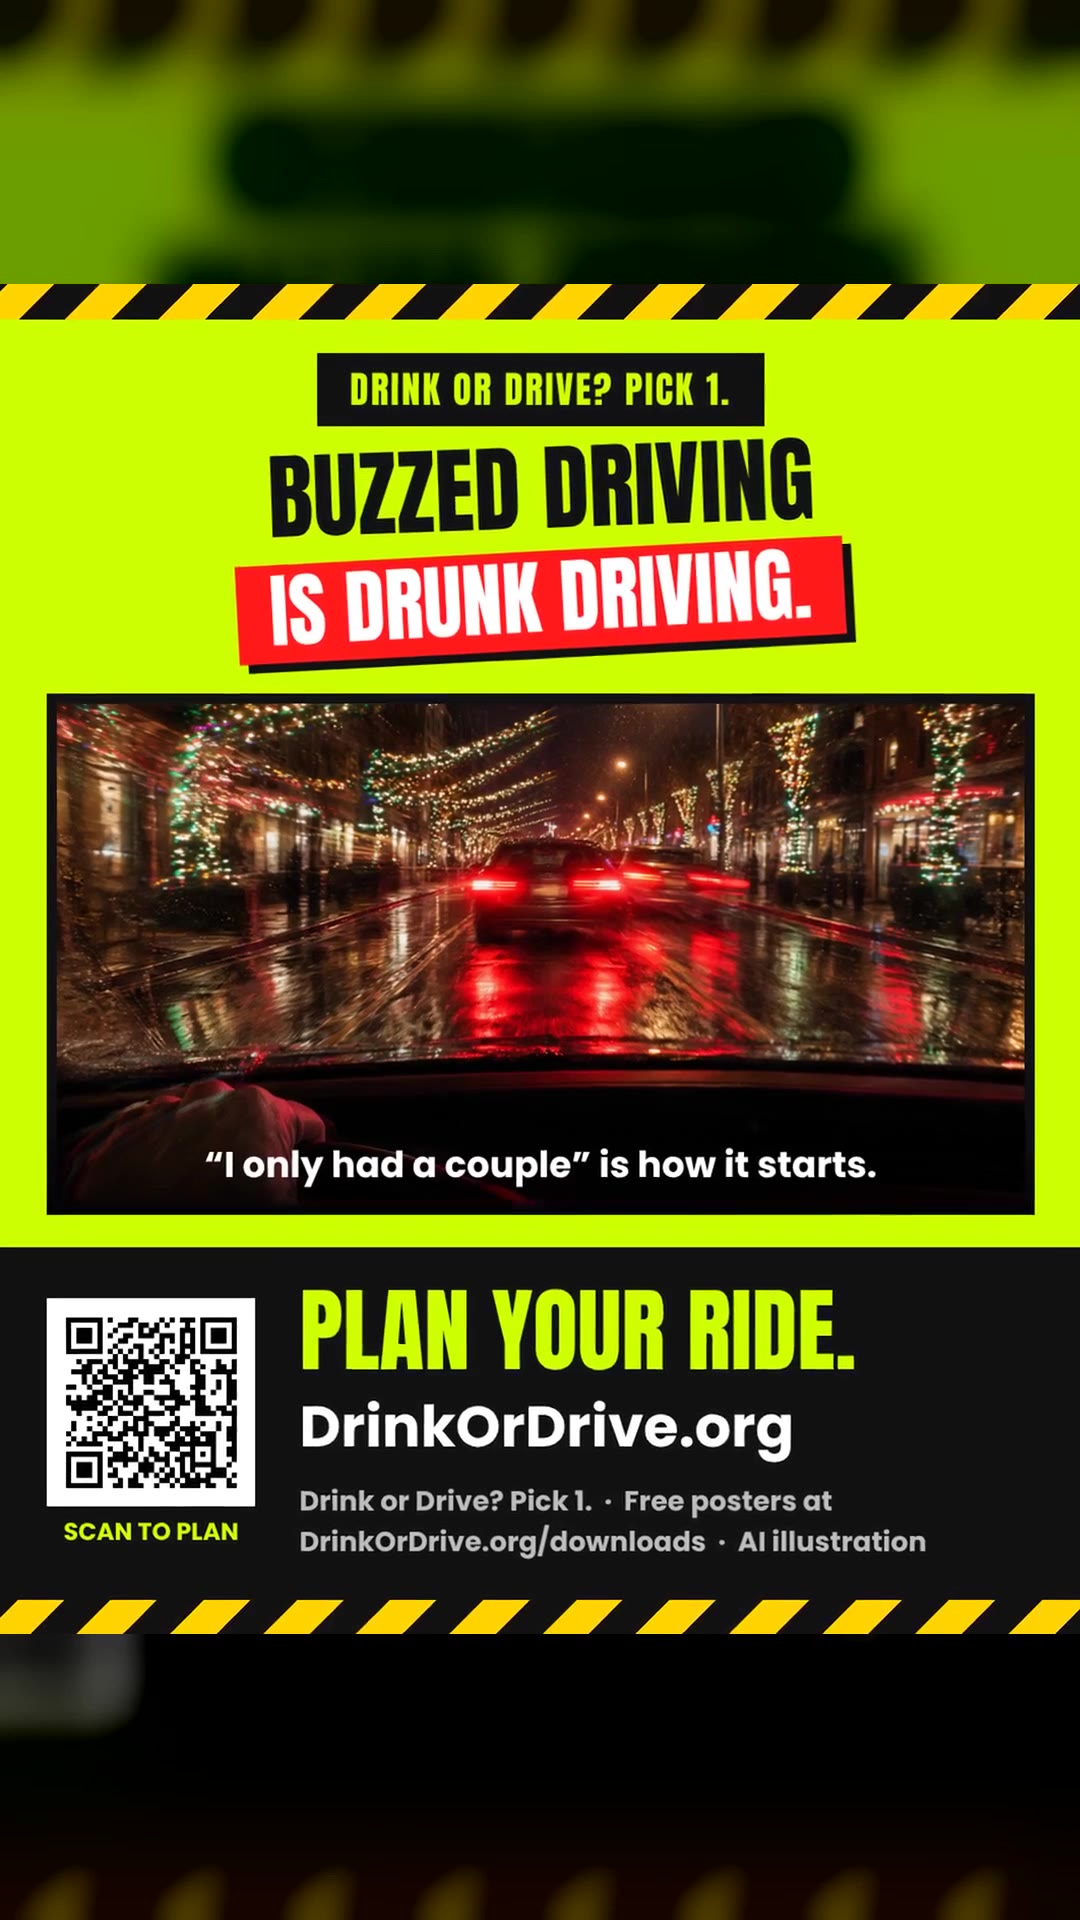 DRINK OR DRIVE? PICK 1.
BUZZED DRIVING
IS DRUNK DRIVING.
“I only had a couple” is how it starts.
PLAN YOUR RIDE.
DrinkOrDrive.org
Drink or Drive? Pick 1. · Free posters at
DrinkOrDrive.org/downloads · AI illustration
SCAN TO PLAN